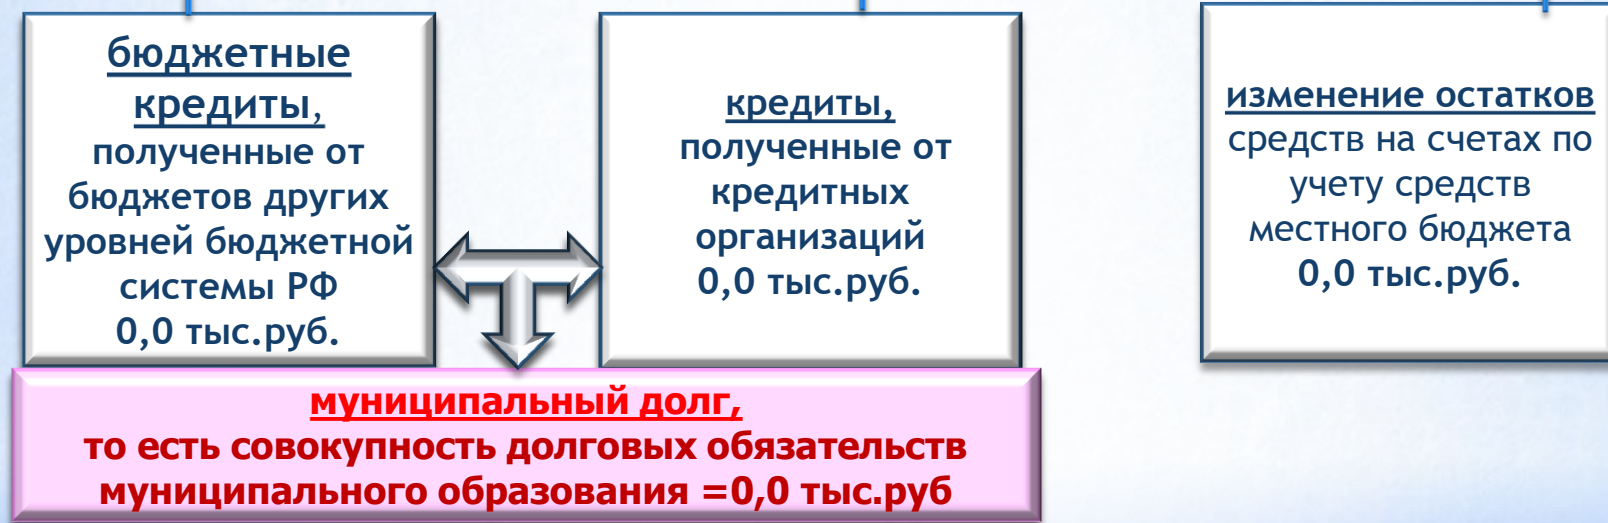 бюджетные
кредиты,
полученные от
бюджетов других
уровней бюджетной
системы РФ
0,0 тыс.руб.
кредиты,
полученные от
кредитных
организаций
0,0 тыс.руб.
изменение остатков
средств на счетах по
учету средств
местного бюджета
0,0 тыс.руб.
муниципальный долг,
то есть совокупность долговых обязательств
муниципального образования =0,0 тыс.руб